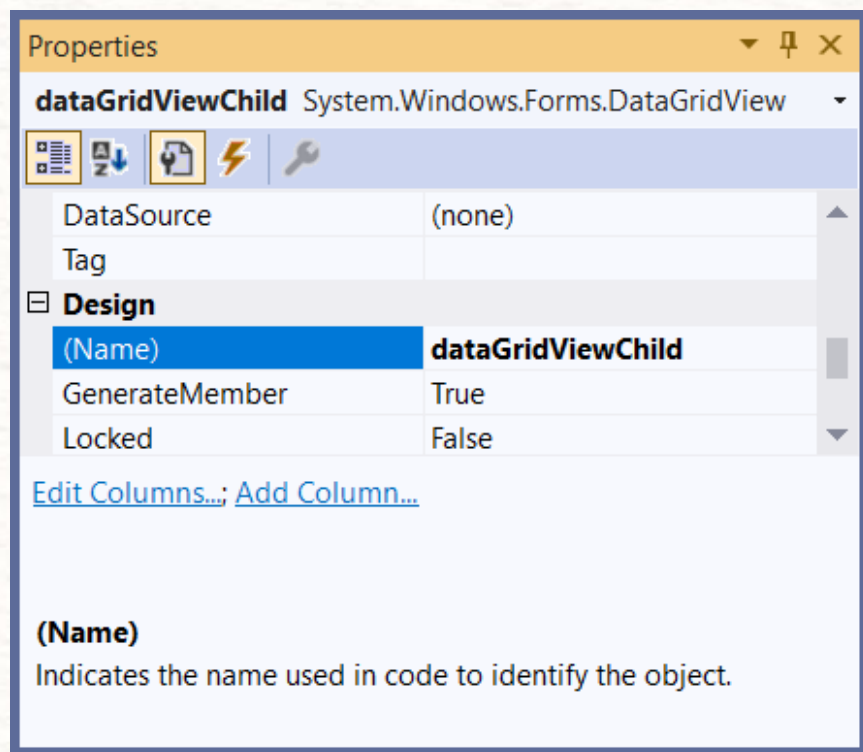 Properties
dataGridViewChild System.Windows.Forms.DataGridView
DataSource (none)
Tag
Design
(Name) dataGridViewChild
GenerateMember True
Locked False
Edit Columns...; Add Column...
(Name)
Indicates the name used in code to identify the object.